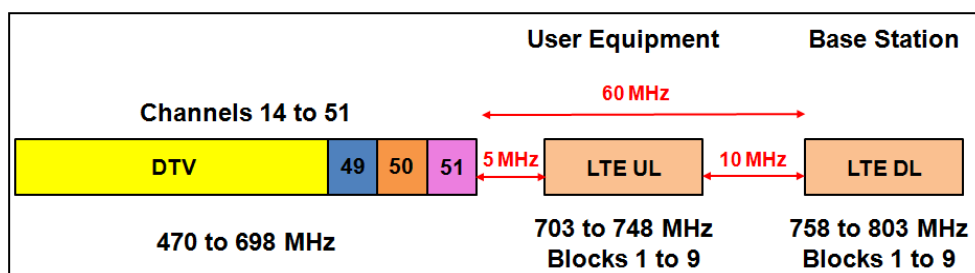 User Equipment
Base Station
60 MHz
Channels 14 to 51
DTV
49
50
51
5 MHz
LTE UL
10 MHz
LTE DL
470 to 698 MHz
703 to 748 MHz
Blocks 1 to 9
758 to 803 MHz
Blocks 1 to 9